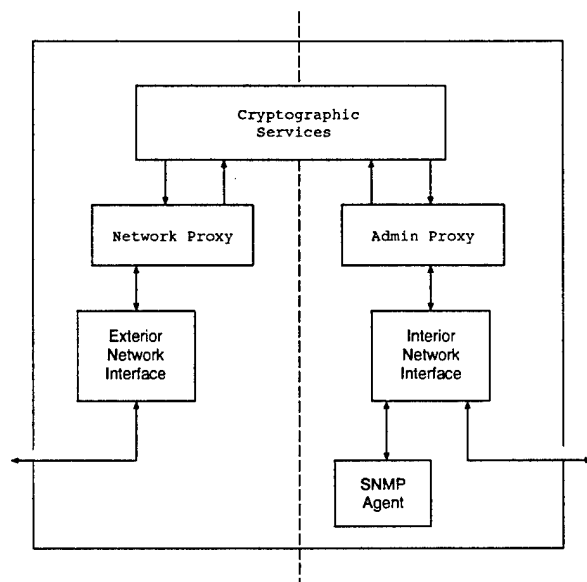 Cryptographic
Services
Network Proxy
Admin Proxy
Exterior
Network
Interface
Interior
Network
Interface
SNMP
Agent